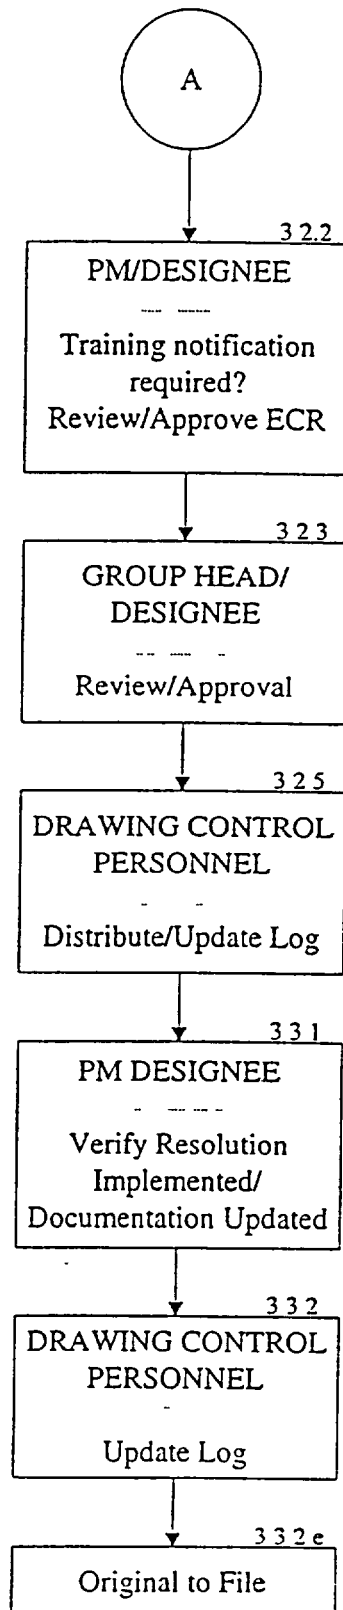 A
3 2.2
PM/DESIGNEE
Training notification
required?
Review/Approve ECR
3 2 3
GROUP HEAD/
DESIGNEE
Review/Approval
3 2 5
DRAWING CONTROL
PERSONNEL
Distribute/Update Log
3 3 1
PM DESIGNEE
Verify Resolution
Implemented/
Documentation Updated
3 3 2
DRAWING CONTROL
PERSONNEL
Update Log
3 3 2 e
Original to File